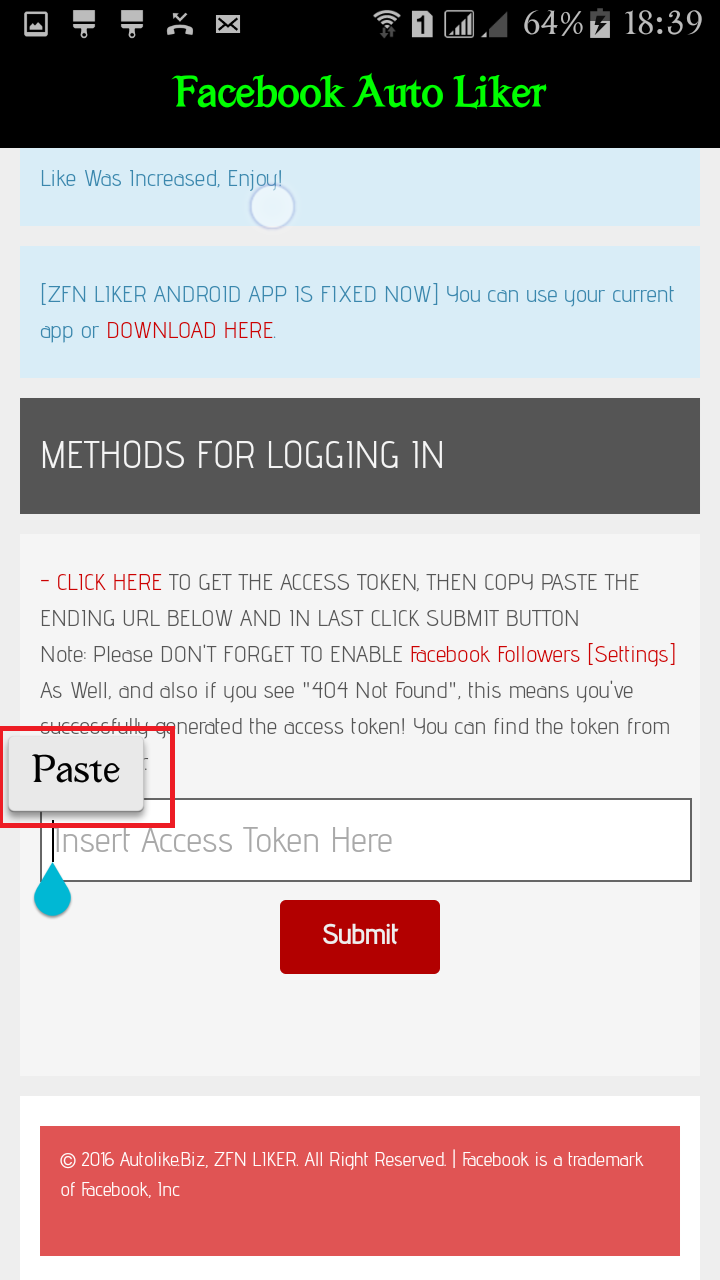 64% 18:39
Facebook Auto Liker
Like Was Increased, Enjoy!
[ZFN LIKER ANDROID APP IS FIXED NOW] You can use your current
app or DOWNLOAD HERE.
METHODS FOR LOGGING IN
- CLICK HERE TO GET THE ACCESS TOKEN, THEN COPY PASTE THE
ENDING URL BELOW AND IN LAST CLICK SUBMIT BUTTON
Note: Please DON'T FORGET TO ENABLE Facebook Followers [Settings]
As Well, and also if you see "404 Not Found", this means you've
successfully generated the access token! You can find the token from
Paste
Insert Access Token Here
Submit
© 2016 Autolike.Biz, ZFN LIKER. All Right Reserved. | Facebook is a trademark
of Facebook, Inc